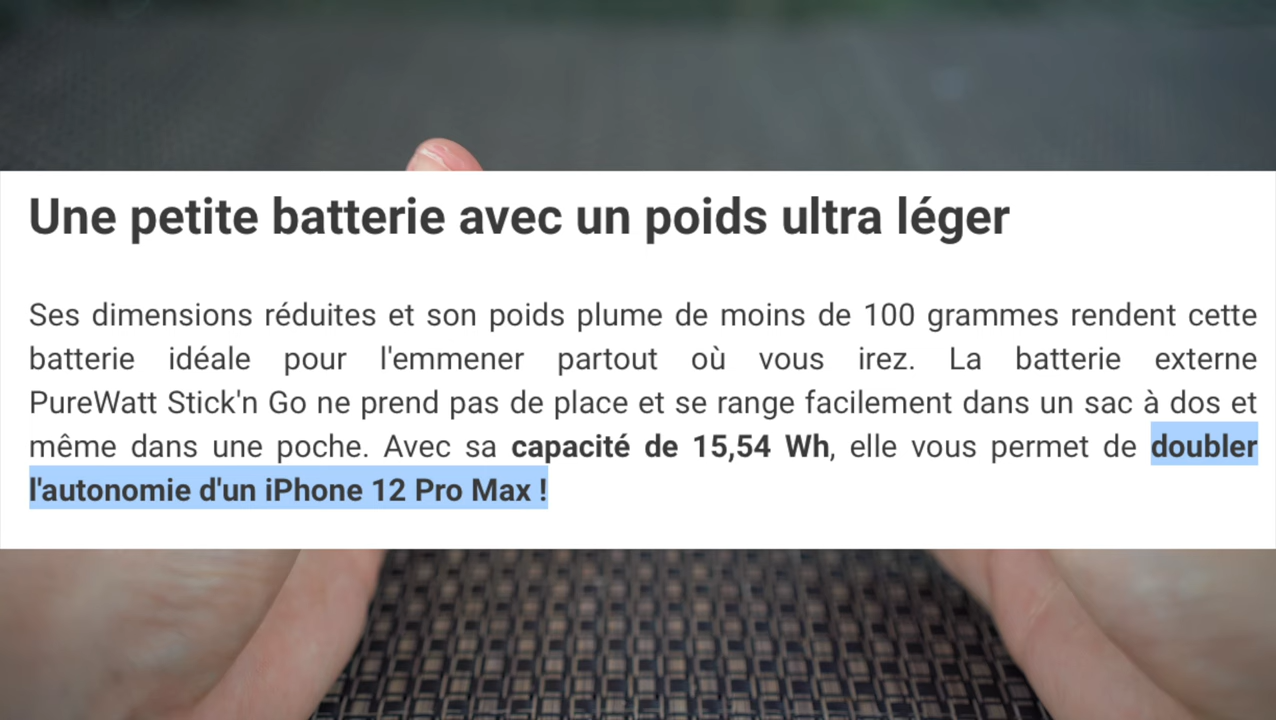 Une petite batterie avec un poids ultra léger
Ses dimensions réduites et son poids plume de moins de 100 grammes rendent cette
batterie idéale pour l'emmener partout où vous irez. La batterie externe
PureWatt Stick'n Go ne prend pas de place et se range facilement dans un sac à dos et
même dans une poche. Avec sa capacité de 15,54 Wh, elle vous permet de doubler
l'autonomie d'un iPhone 12 Pro Max !